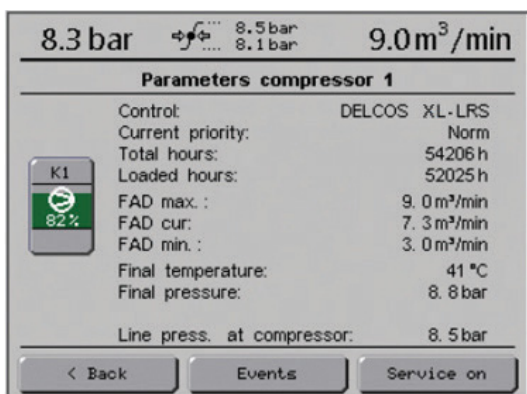 8.3 bar 8.5 bar 9.0 m³/min
8.1 bar
Parameters compressor 1
Control: DELCOS XL-LRS
Current priority: Norm
Total hours: 54206 h
Loaded hours: 52025 h
K1
82%
FAD max. : 9.0 m³/min
FAD cur: 7.3 m³/min
FAD min. : 3.0 m³/min
Final temperature: 41 °C
Final pressure: 8.8 bar
Line press. at compressor: 8.5 bar
< Back Events Service on